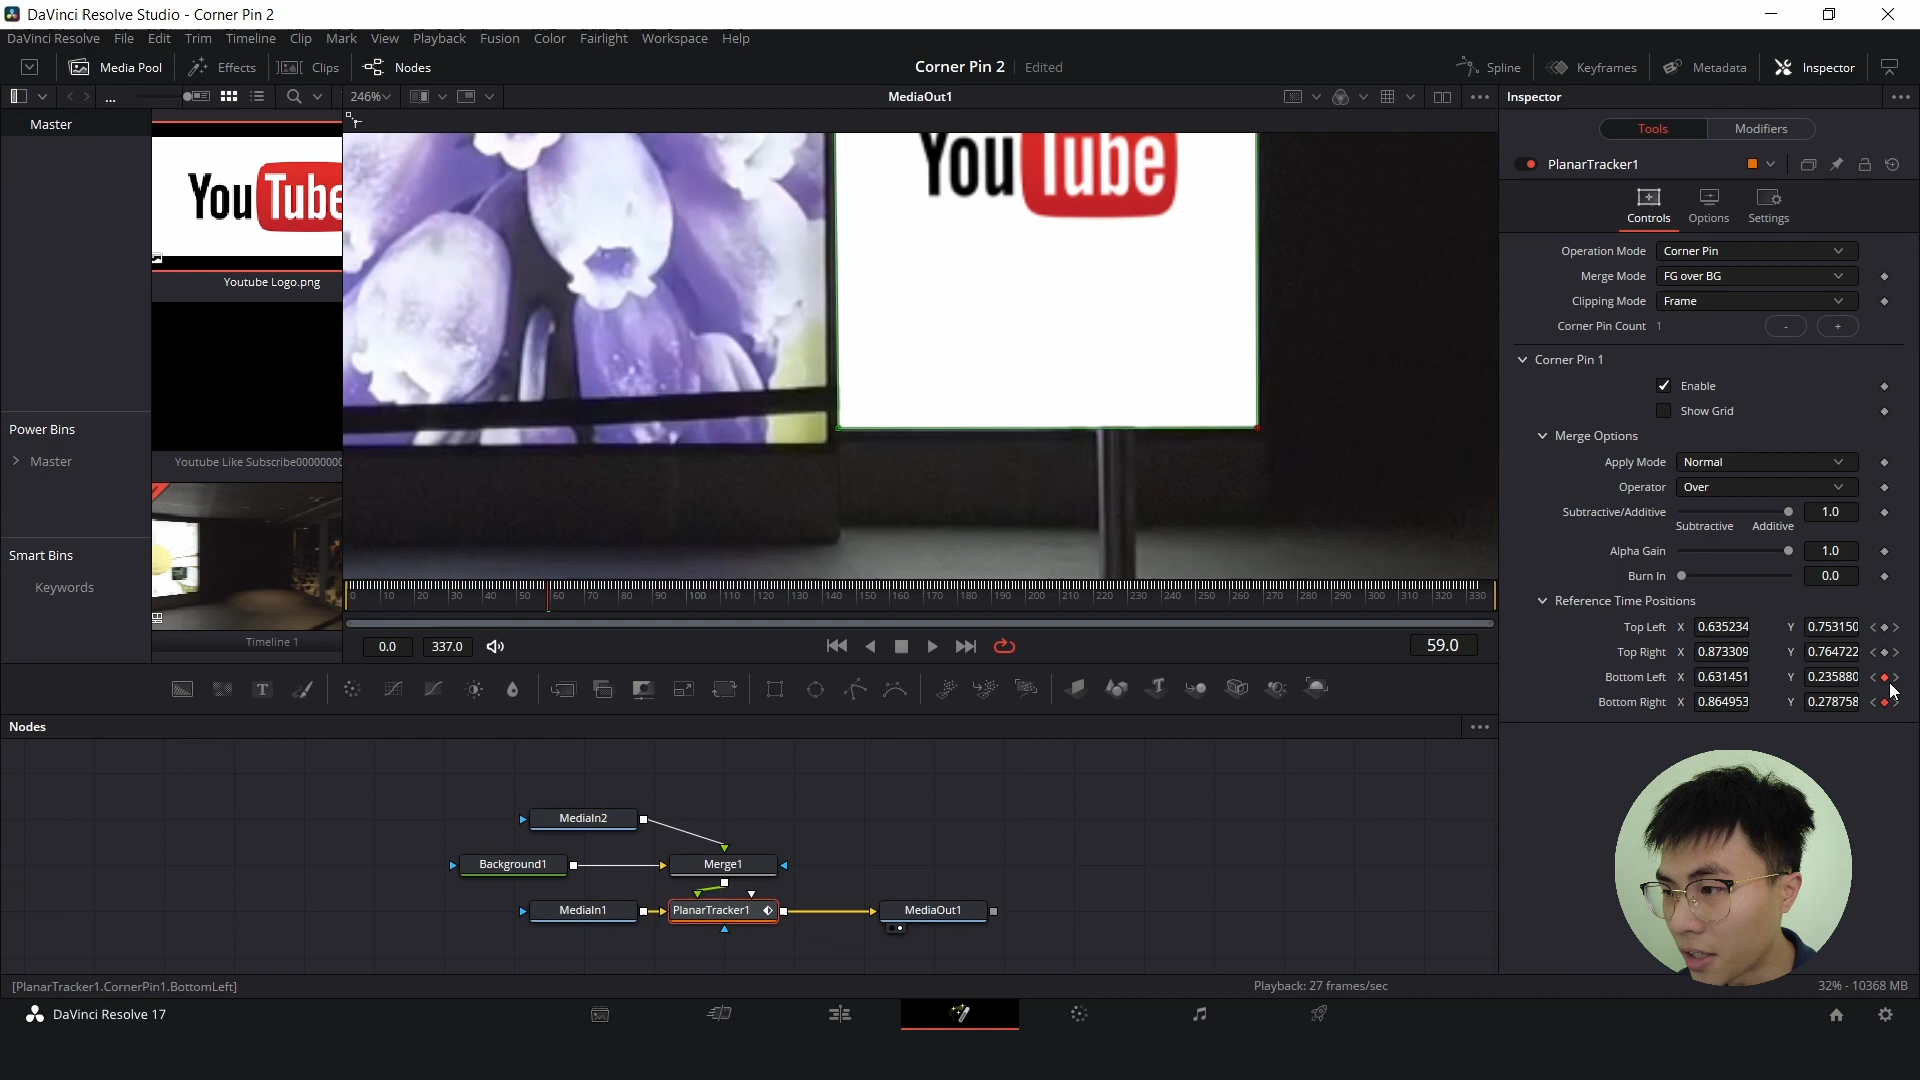 DaVinci Resolve Studio - Corner Pin 2
DaVinci Resolve File Edit Trim Timeline Clip Mark View Playback Fusion Color Fairlight Workspace Help
Media Pool Effects Clips Nodes Corner Pin 2 Edited Spline Keyframes Metadata Inspector
... 246% MediaOut1 Inspector
Master
Tools Modifiers
YouTube
YouTube
PlanarTracker1
Controls Options Settings
Operation Mode Corner Pin
Merge Mode FG over BG
Youtube Logo.png
Clipping Mode Frame
Corner Pin Count 1 - +
Corner Pin 1
Enable
Show Grid
Power Bins
Merge Options
Master
Youtube Like Subscribe00000000
Apply Mode Normal
Operator Over
Subtractive/Additive 1.0
Subtractive Additive
Smart Bins
Alpha Gain 1.0
Keywords
Burn In 0.0
0 10 20 30 40 50 60 70 80 90 100 110 120 130 140 150 160 170 180 190 200 210 220 230 240 250 260 270 280 290 300 310 320 330
Reference Time Positions
Top Left X 0.635234 Y 0.753150
Timeline 1
0.0 337.0 59.0
Top Right X 0.873309 Y 0.764722
Bottom Left X 0.631451 Y 0.235880
Bottom Right X 0.864953 Y 0.278758
Nodes
MediaIn2
Background1 Merge1
MediaIn1 PlanarTracker1 MediaOut1
[PlanarTracker1.CornerPin1.BottomLeft] Playback: 27 frames/sec 32% - 10368 MB
DaVinci Resolve 17